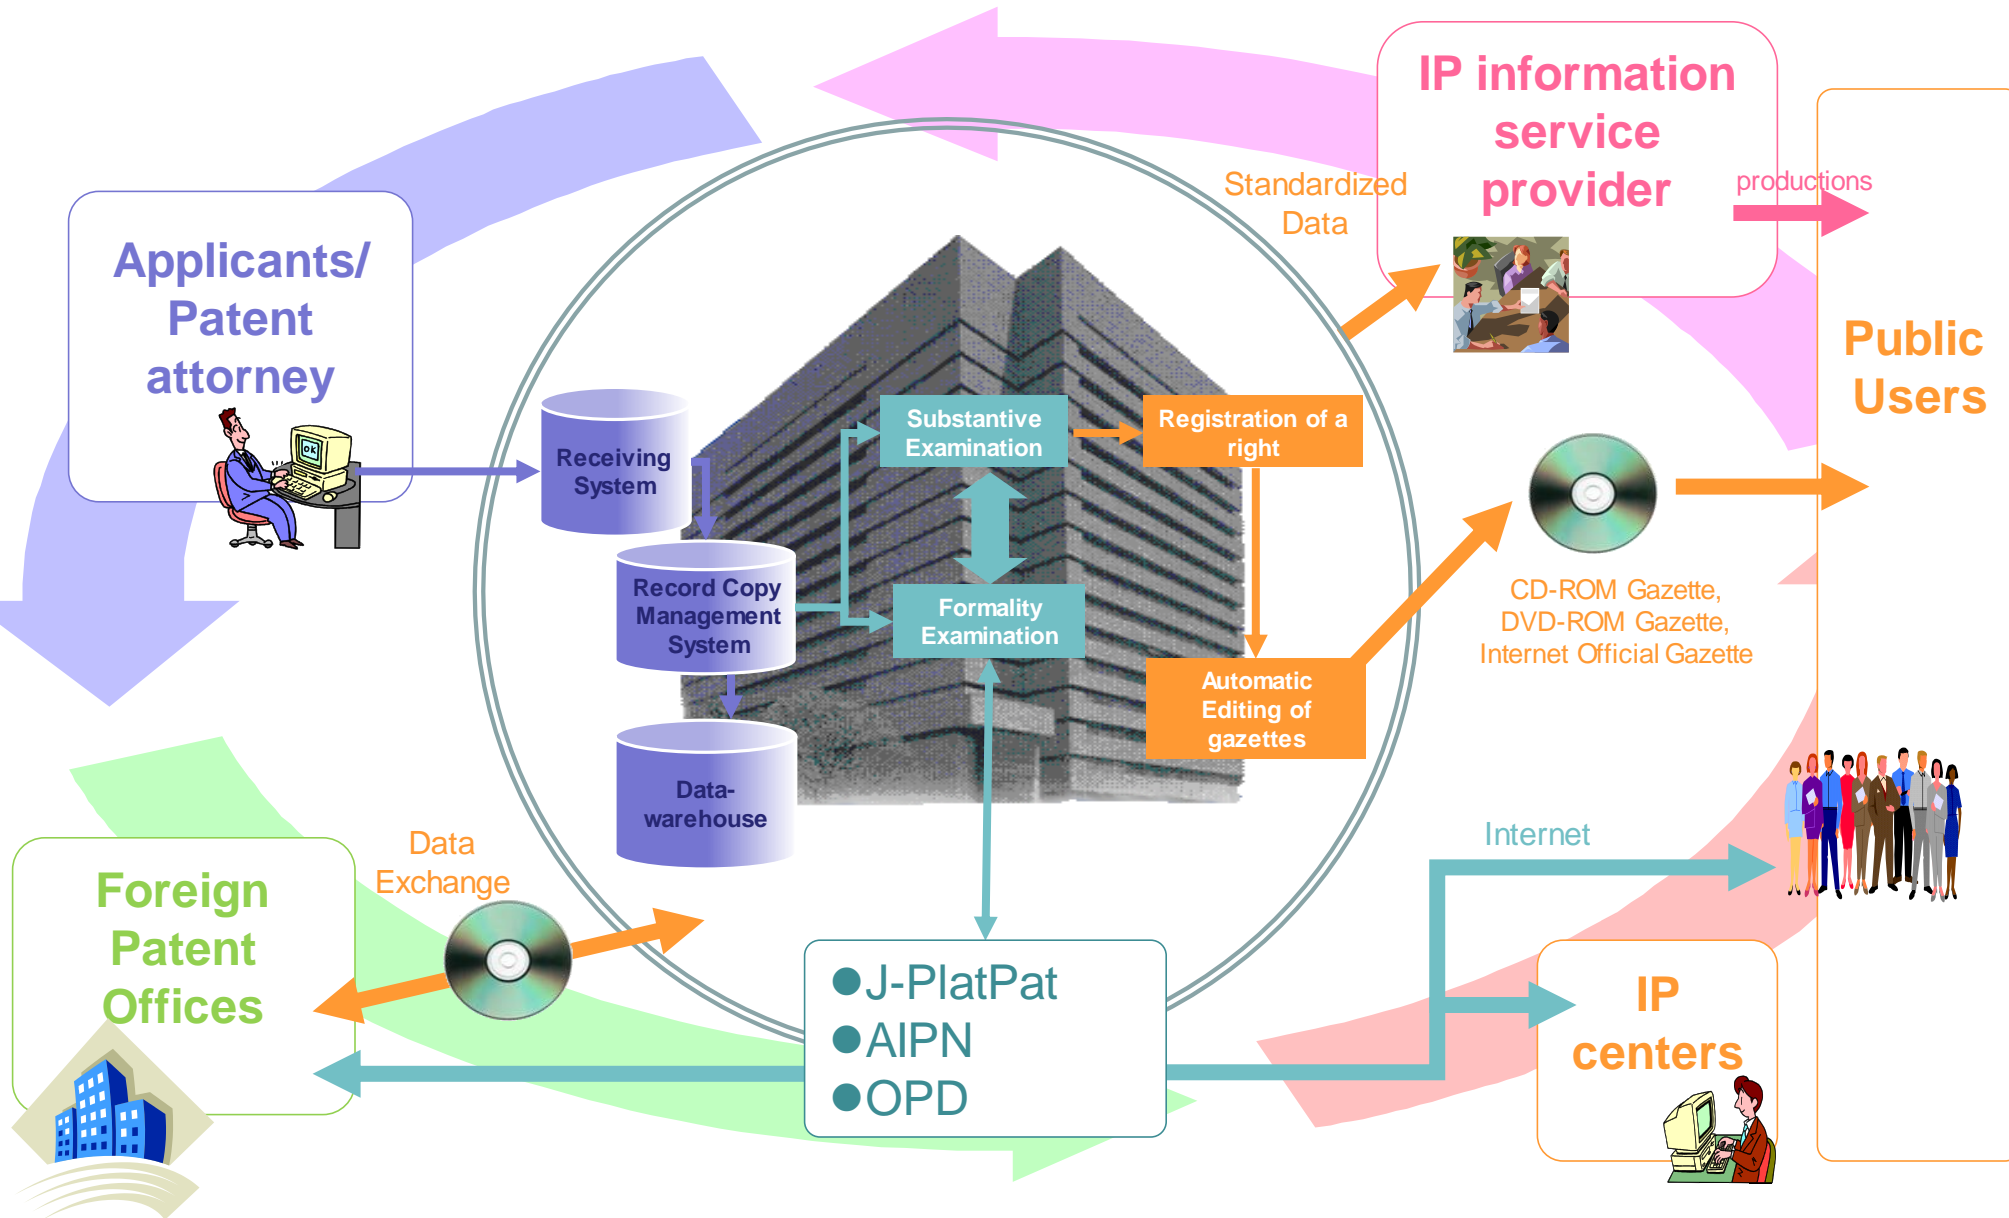 IP information
service
provider
productions
Standardized
Data
Applicants/
Patent
attorney
OK
Public
Users
Receiving
System
Substantive
Examination
Registration of a
right
Record Copy
Management
System
Formality
Examination
CD-ROM Gazette,
DVD-ROM Gazette,
Internet Official Gazette
Automatic
Editing of
gazettes
Data-
warehouse
Data
Exchange
Internet
Foreign
Patent
Offices
●J-PlatPat
●AIPN
●OPD
IP
centers